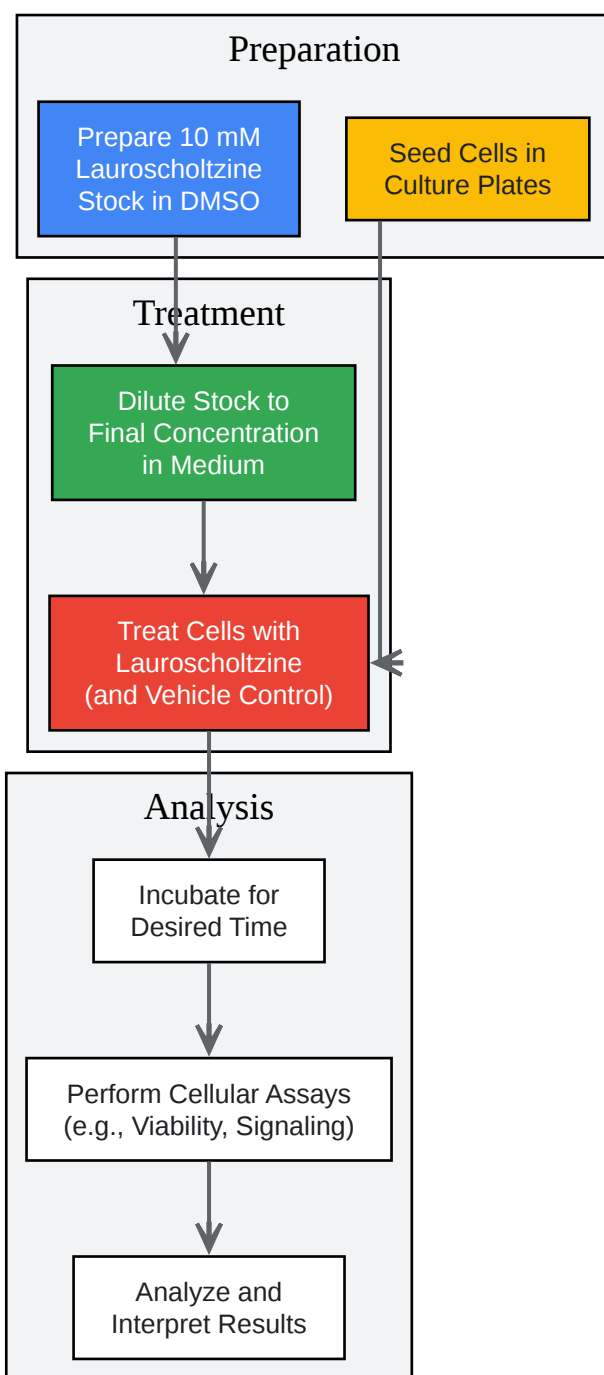 Preparation
Prepare 10 mM
Lauroscholtzine
Stock in DMSO
Seed Cells in
Culture Plates
Treatment
Dilute Stock to
Final Concentration
in Medium
Treat Cells with
Lauroscholtzine
(and Vehicle Control)
Analysis
Incubate for
Desired Time
Perform Cellular Assays
(e.g., Viability, Signaling)
Analyze and
Interpret Results